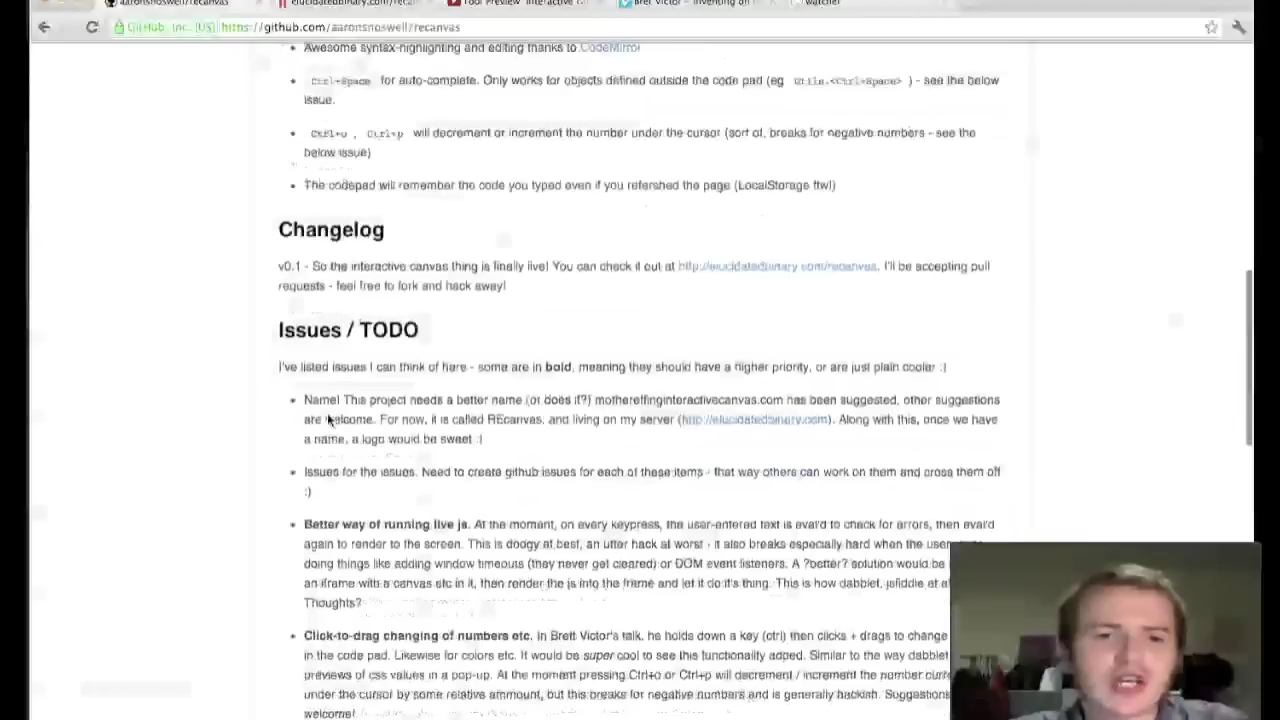 aaronsnoswell/recanvas
elucidatedbinary.com/reca
Tool Preview: Interactive
Bret Victor - Inventing on
watcher
GitHub, Inc. [US] https://github.com/aaronsnoswell/recanvas
Awesome syntax-highlighting and editing thanks to CodeMirror
Ctrl+Space for auto-complete. Only works for objects defined outside the code pad (eg Utils.<Ctrl+Space> ) - see the below
issue.
Ctrl+o , Ctrl+p will decrement or increment the number under the cursor (sort of, breaks for negative numbers - see the
below issue)
The codepad will remember the code you typed even if you refershed the page (LocalStorage ftw!)
Changelog
v0.1 - So the interactive canvas thing is finally live! You can check it out at http://elucidatedbinary.com/recanvas. I'll be accepting pull
requests - feel free to fork and hack away!
Issues / TODO
I've listed issues I can think of here - some are in bold, meaning they should have a higher priority, or are just plain cooler :)
Name! This project needs a better name (or does it?) mothereffinginteractivecanvas.com has been suggested, other suggestions
are welcome. For now, it is called REcanvas, and living on my server (http://elucidatedbinary.com). Along with this, once we have
a name, a logo would be sweet :)
Issues for the issues. Need to create github issues for each of these items - that way others can work on them and cross them off
:)
Better way of running live js. At the moment, on every keypress, the user-entered text is eval'd to check for errors, then eval'd
again to render to the screen. This is dodgy at best, an utter hack at worst - it also breaks especially hard when the user
doing things like adding window timeouts (they never get cleared) or DOM event listeners. A ?better? solution would be
an iframe with a canvas etc in it, then render the js into the frame and let it do it's thing. This is how dabblet, jsfiddle et al
Thoughts?
Click-to-drag changing of numbers etc. In Brett Victor's talk, he holds down a key (ctrl) then clicks + drags to change
in the code pad. Likewise for colors etc. It would be super cool to see this functionality added. Similar to the way dabblet
previews of css values in a pop-up. At the moment pressing Ctrl+o or Ctrl+p will decrement / increment the number
under the cursor by some relative ammount, but this breaks for negative numbers and is generally hackish. Suggestions
welcome!